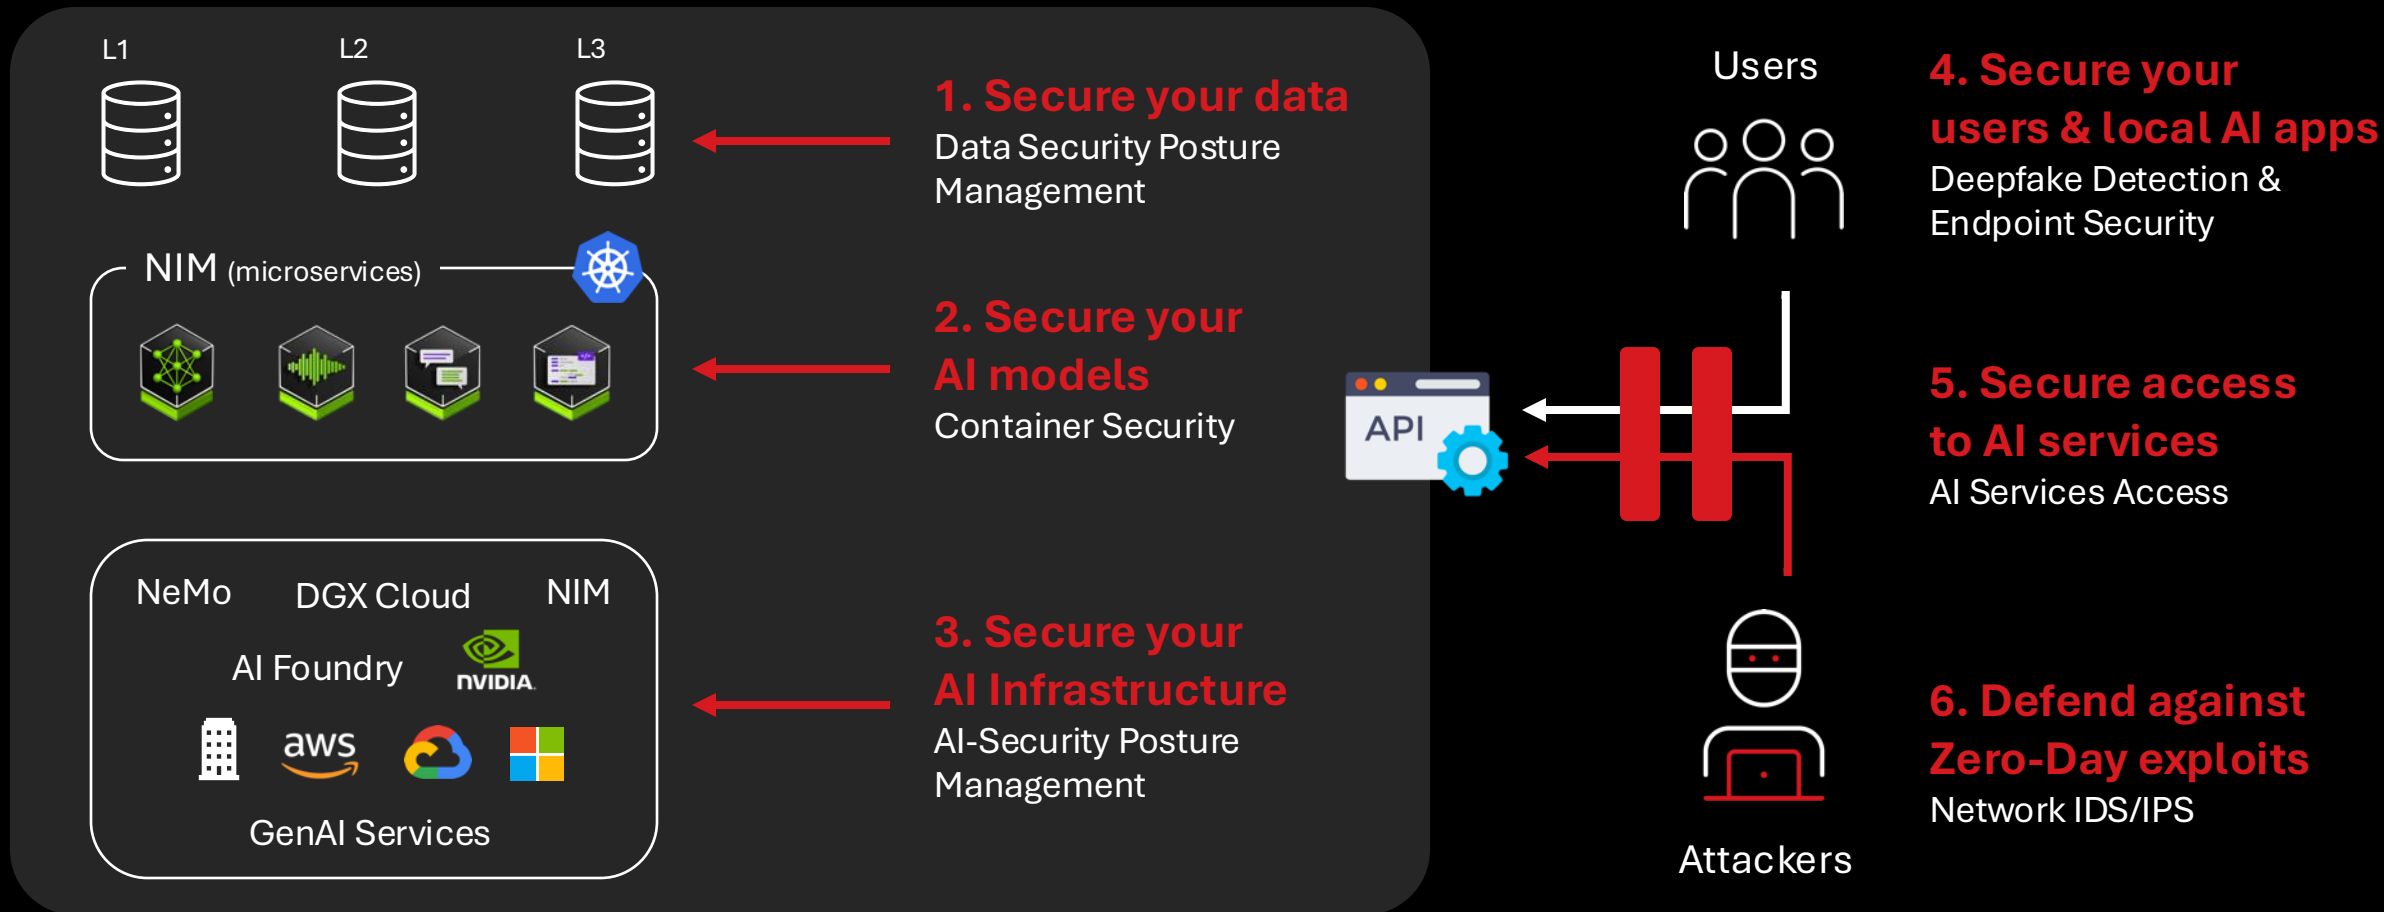 L1
L2
L3
1. Secure your data
Data Security Posture
Management
NIM (microservices)
2. Secure your
AI models
Container Security
NeMo
DGX Cloud
NIM
AI Foundry
NVIDIA.
aws
GenAI Services
3. Secure your
AI Infrastructure
AI-Security Posture
Management
API
Users
4. Secure your
users & local AI apps
Deepfake Detection &
Endpoint Security
5. Secure access
to AI services
AI Services Access
6. Defend against
Zero-Day exploits
Network IDS/IPS
Attackers